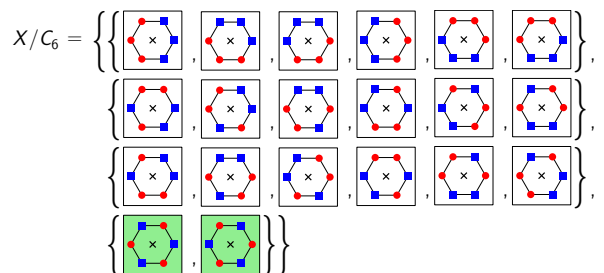 X/C₆ = {{ , , , , , },
{ , , , , , },
{ , , , , , },
{ , }}